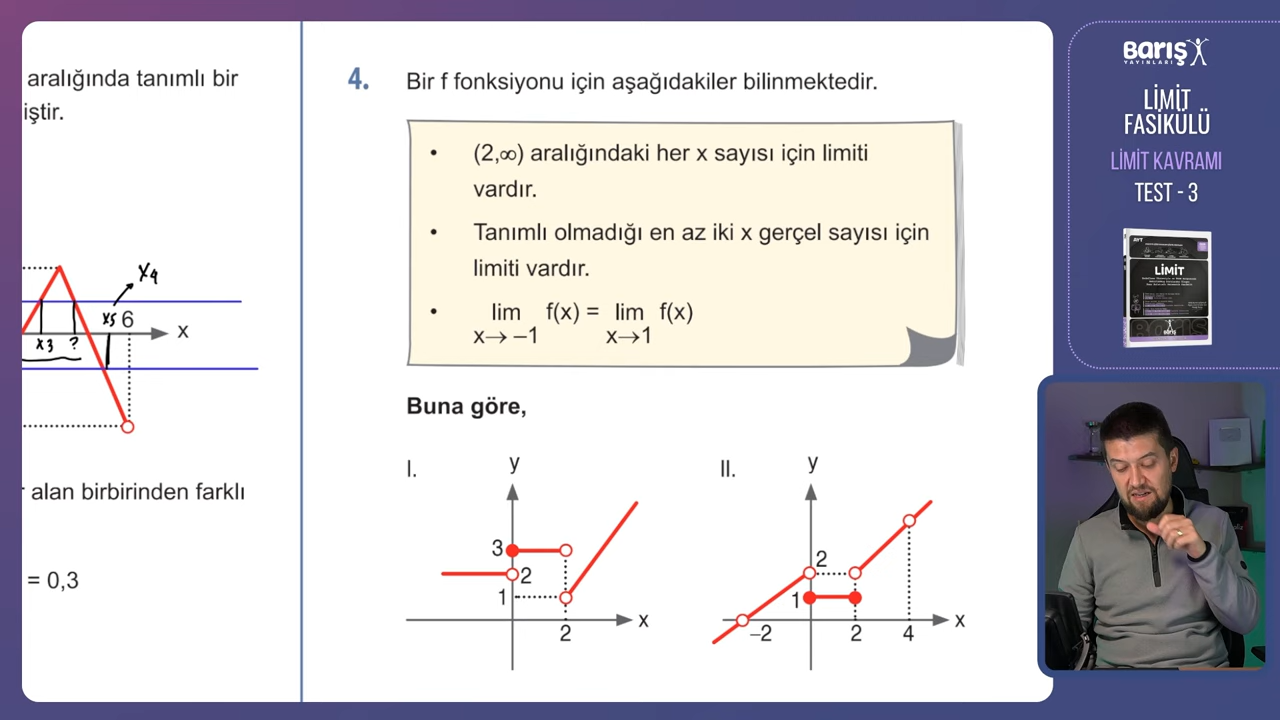 aralığında tanımlı bir
iştir.
x4
x5 6
x
x3 ?
alan birbirinden farklı
= 0,3
4. Bir f fonksiyonu için aşağıdakiler bilinmektedir.
• (2,∞) aralığındaki her x sayısı için limiti
vardır.
• Tanımlı olmadığı en az iki x gerçel sayısı için
limiti vardır.
• lim f(x) = lim f(x)
x→ −1 x→1
Buna göre,
I.
y
3
2
1
2
x
II.
y
2
1
−2
2
4
x
BARIŞ
YAYINLARI
LİMİT
FASİKÜLÜ
LİMİT KAVRAMI
TEST - 3
AYT
LİMİT
BARIŞ